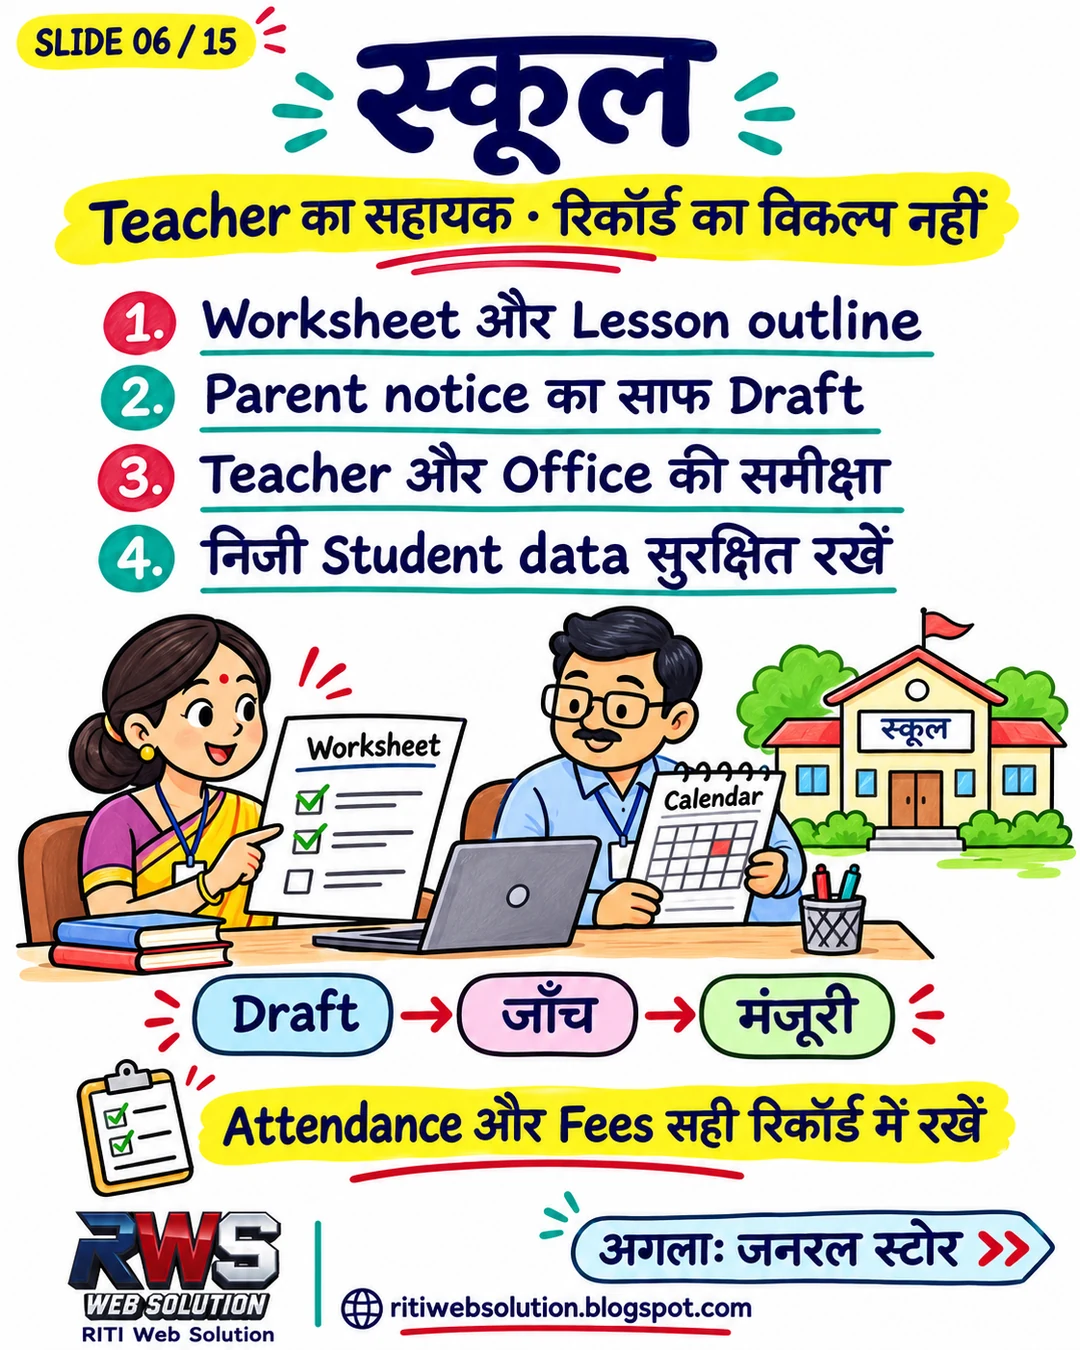 SLIDE 06 / 15
स्कूल
Teacher का सहायक · रिकॉर्ड का विकल्प नहीं
1. Worksheet और Lesson outline
2. Parent notice का साफ Draft
3. Teacher और Office की समीक्षा
4. निजी Student data सुरक्षित रखें
Worksheet
Calendar
स्कूल
Draft → जाँच → मंजूरी
Attendance और Fees सही रिकॉर्ड में रखें
RWS
WEB SOLUTION
RITI Web Solution
अगला: जनरल स्टोर >>
ritiwebsolution.blogspot.com